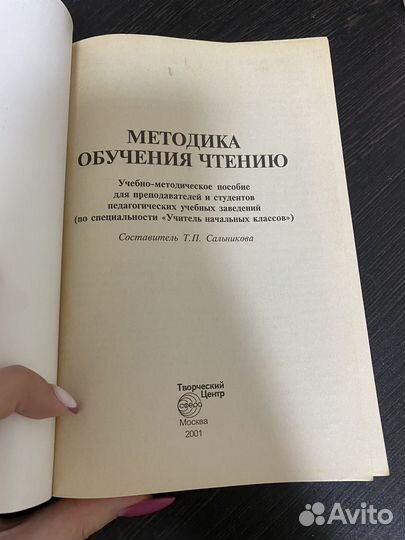 МЕТОДИКА
ОБУЧЕНИЯ ЧТЕНИЮ
Учебно-методическое пособие
для преподавателей и студентов
педагогических учебных заведений
(по специальности «Учитель начальных классов»)
Составитель Т.П. Сальникова
Творческий
Центр
сфера
Москва
2001
Avito